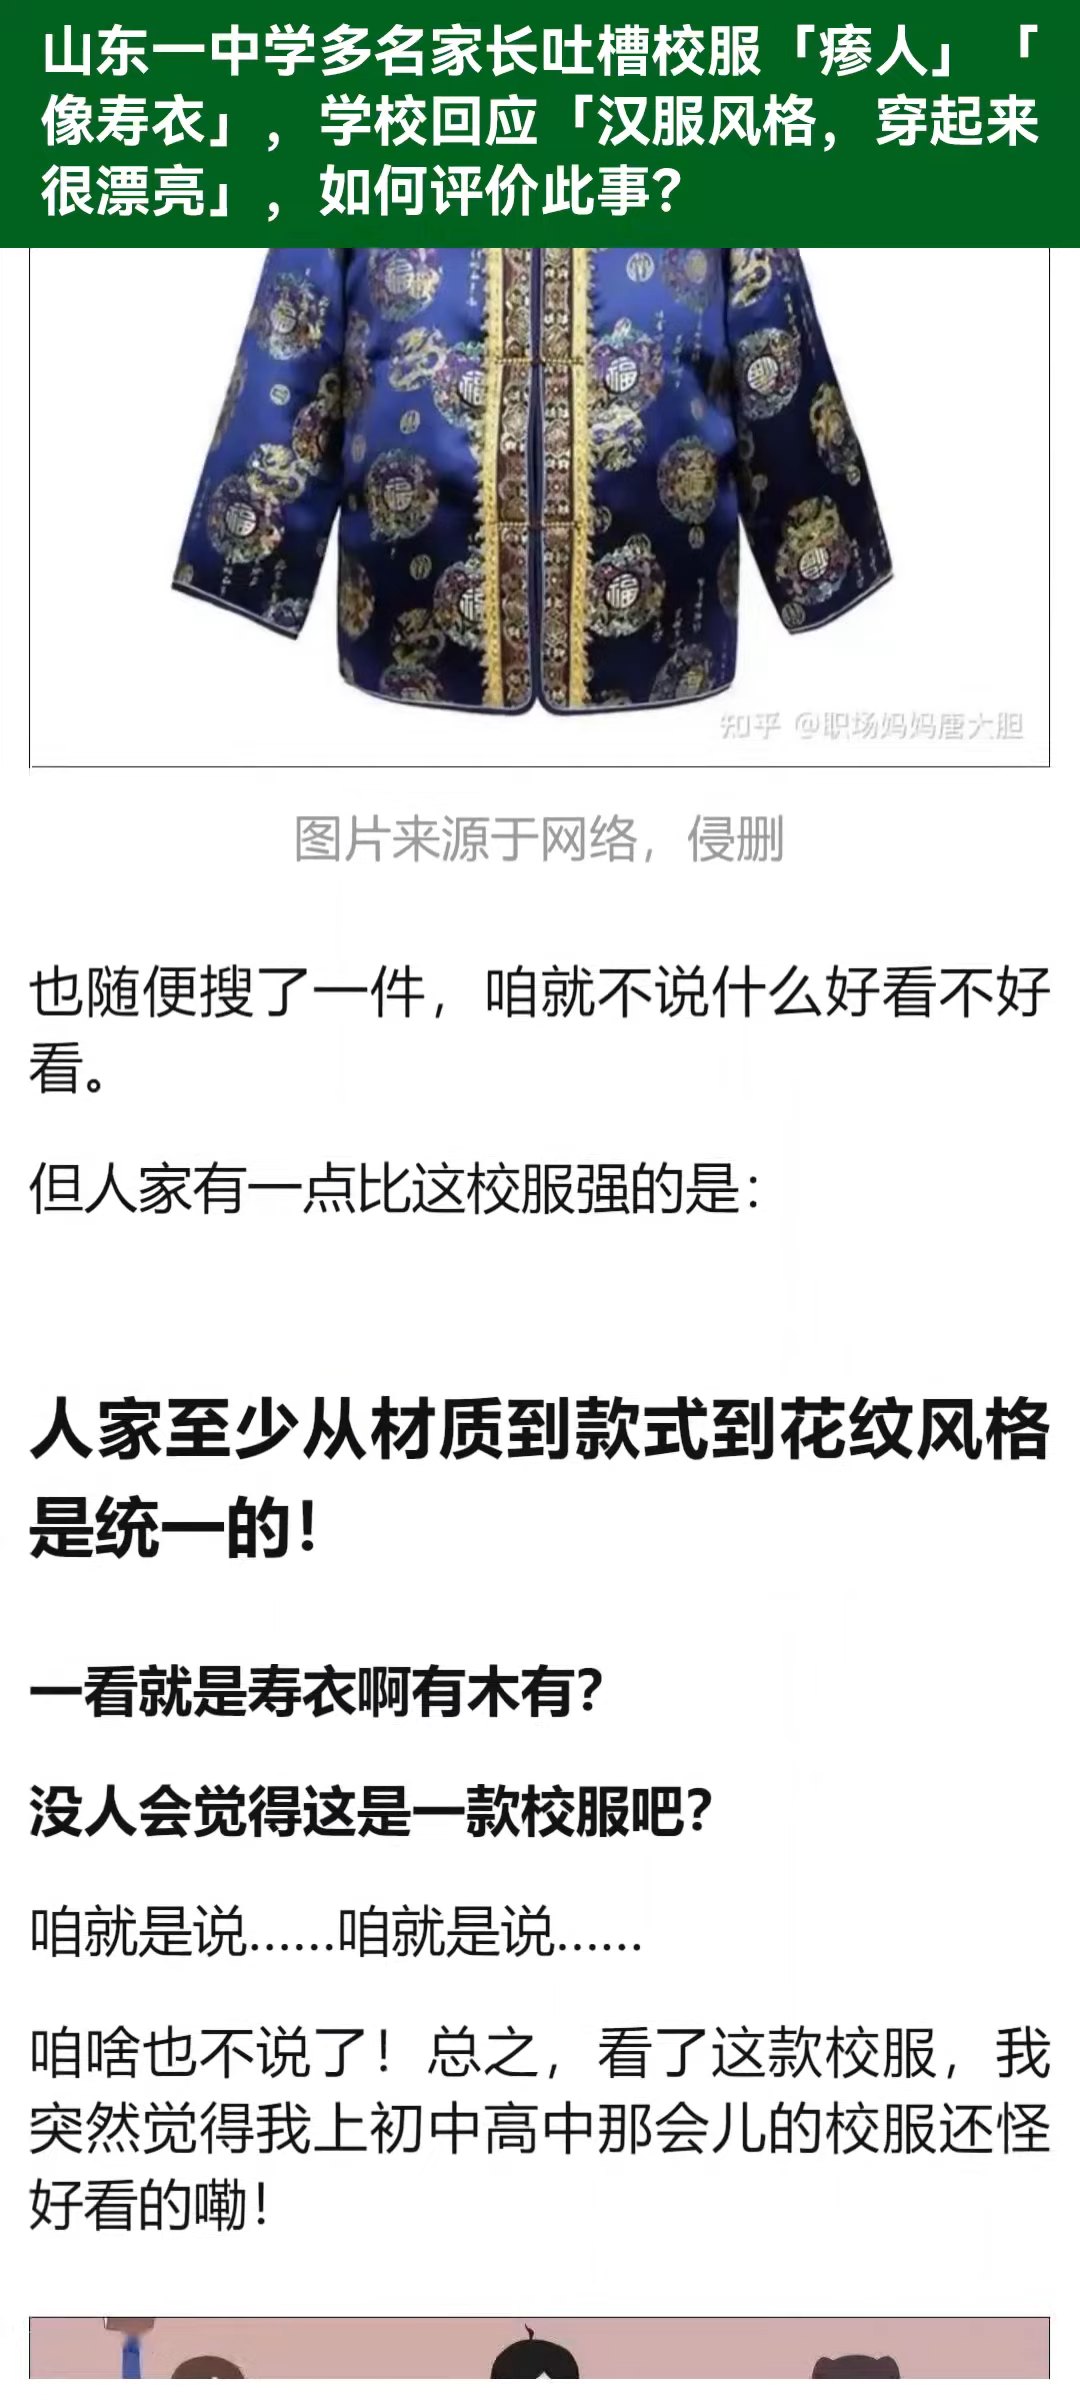 山东一中学多名家长吐槽校服「瘆人」「
像寿衣」，学校回应「汉服风格，穿起来
很漂亮」，如何评价此事？
福
福
福
福
福
福
知乎 @职场妈妈唐大胆
图片来源于网络，侵删
也随便搜了一件，咱就不说什么好看不好
看。
但人家有一点比这校服强的是：
人家至少从材质到款式到花纹风格
是统一的！
一看就是寿衣啊有木有？
没人会觉得这是一款校服吧？
咱就是说……咱就是说……
咱啥也不说了！总之，看了这款校服，我
突然觉得我上初中高中那会儿的校服还怪
好看的嘞！